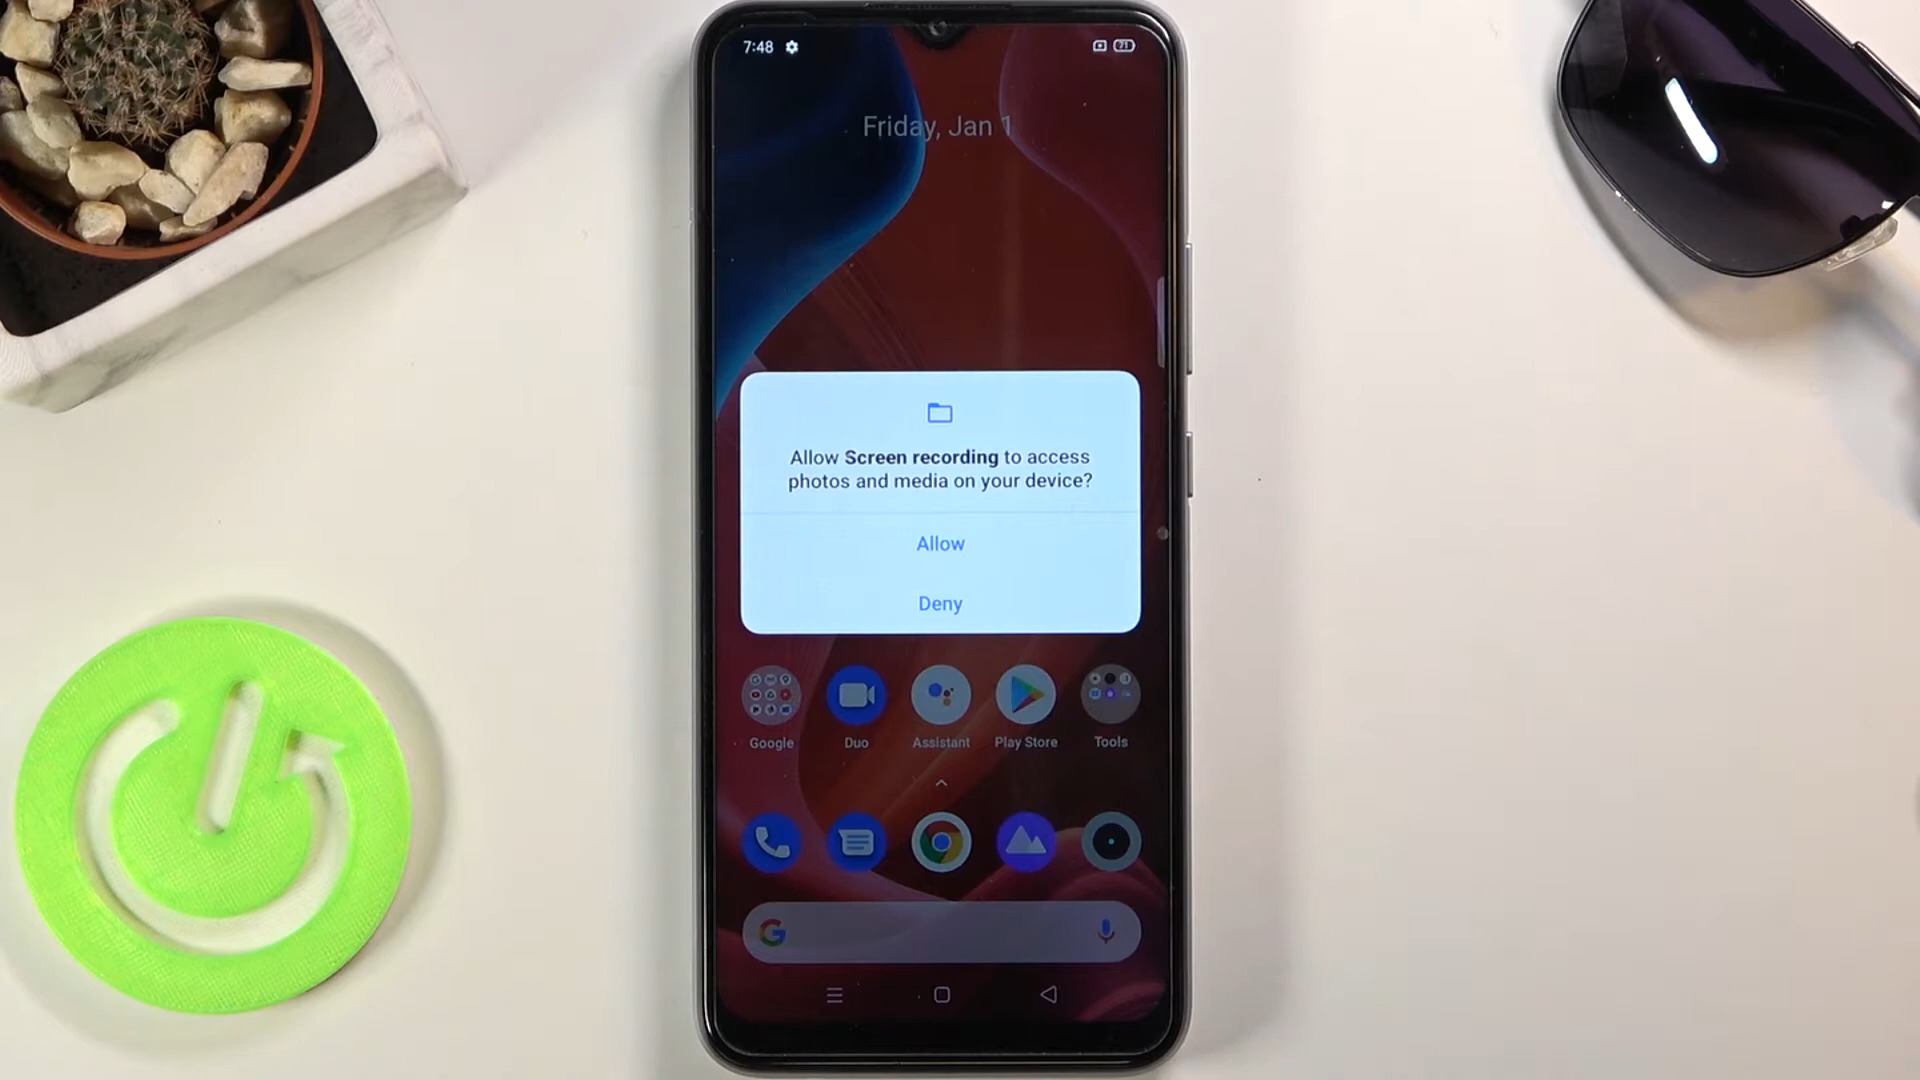 7:48
71
Friday, Jan 1
Allow Screen recording to access
photos and media on your device?
Allow
Deny
Google Duo Assistant Play Store Tools